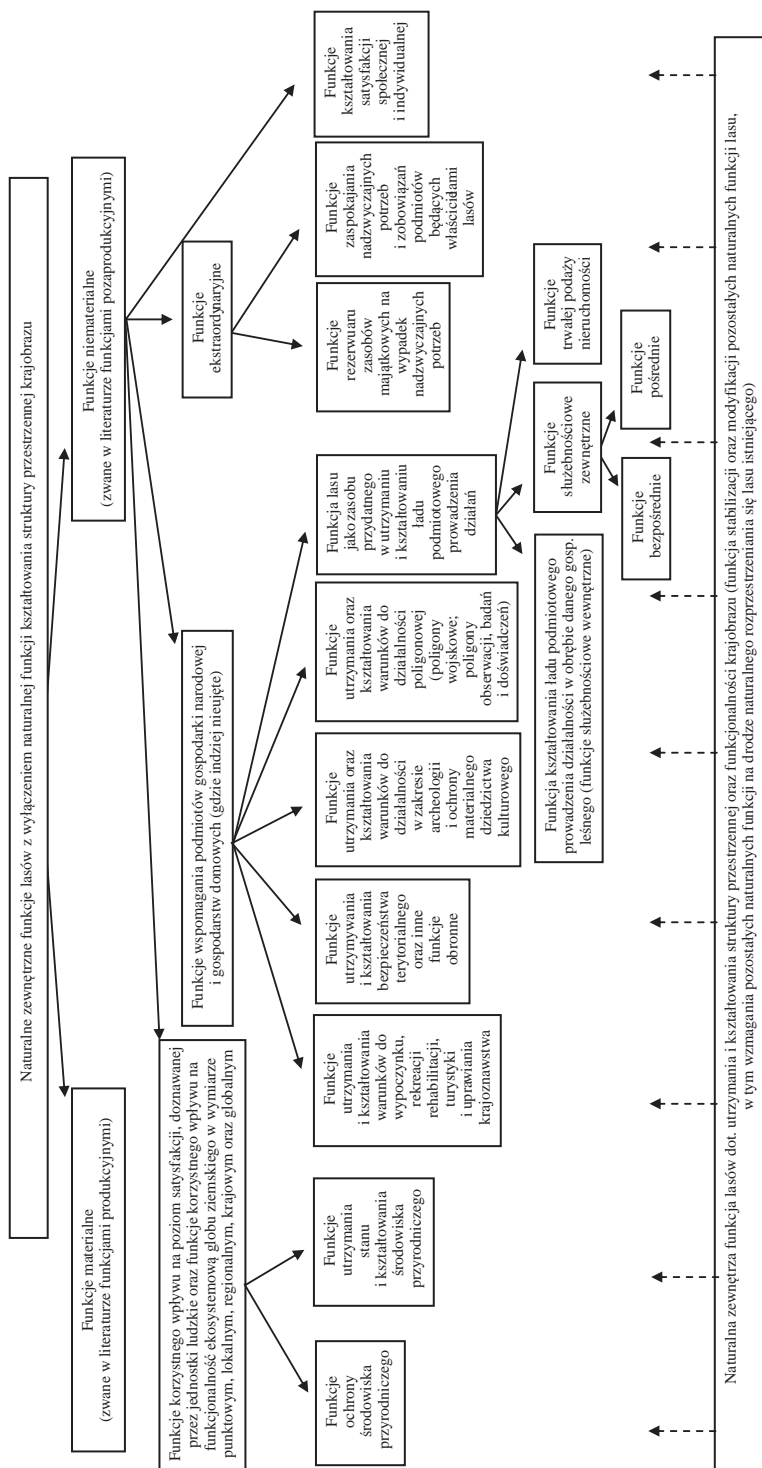 Naturalne zewnętrzne funkcje lasów z wyłączeniem naturalnej funkcji kształtowania struktury przestrzennej krajobrazu
Funkcje materialne
(zwane w literaturze funkcjami produkcyjnymi)
Funkcje niematerialne
(zwane w literaturze funkcjami pozaprodukcyjnymi)
Funkcje korzystnego wpływu na poziom satysfakcji, doznawanej
przez jednostki ludzkie oraz funkcje korzystnego wpływu na
funkcjonalność ekosystemową globu ziemskiego w wymiarze
punktowym, lokalnym, regionalnym, krajowym oraz globalnym
Funkcje wspomagania podmiotów gospodarki narodowej
i gospodarstw domowych (gdzie indziej nieujęte)
Funkcje
ekstraordynaryjne
Funkcje
ochrony
środowiska
przyrodniczego
Funkcje
utrzymania
stanu
i kształtowania
środowiska
przyrodniczego
Funkcje
utrzymania
i kształtowania
warunków do
wypoczynku,
rekreacji
rehabilitacji,
turystyki
i uprawiania
krajoznawstwa
Funkcje
utrzymywania
i kształtowania
bezpieczeństwa
terytorialnego
oraz inne
funkcje
obronne
Funkcje
utrzymania oraz
kształtowania
warunków do
działalności
w zakresie
archeologii
i ochrony
materialnego
dziedzictwa
kulturowego
Funkcje
utrzymania oraz
kształtowania
warunków do
działalności
poligonowej
(poligony
wojskowe;
poligony
obserwacji, badań
i doświadczeń)
Funkcja lasu
jako zasobu
przydatnego
w utrzymaniu
i kształtowaniu
ładu
podmiotowego
prowadzenia
działań
Funkcje
rezerwuaru
zasobów
majątkowych na
wypadek
nadzwyczajnych
potrzeb
Funkcje
zaspokajania
nadzwyczajnych
potrzeb
i zobowiązań
podmiotów
będących
właścicidami
lasów
Funkcje
kształtowania
satysfakcji
społecznej
i indywidualnej
Funkcja kształtowania ładu podmiotowego
prowadzenia działalności w obrębie danego gosp.
leśnego (funkcje służebnościowe wewnętrzne)
Funkcje
służebnościowe
zewnętrzne
Funkcje
trwałej podaży
nieruchomości
Funkcje
bezpośrednie
Funkcje
pośrednie
Naturalna zewnętrza funkcja lasów dot. utrzymania i kształtowania struktury przestrzennej oraz funkcjonalności krajobrazu (funkcja stabilizacji oraz modyfikacji pozostałych naturalnych funkcji lasu,
w tym wzmagania pozostałych naturalnych funkcji na drodze naturalnego rozprzestrzeniania się lasu istniejącego)